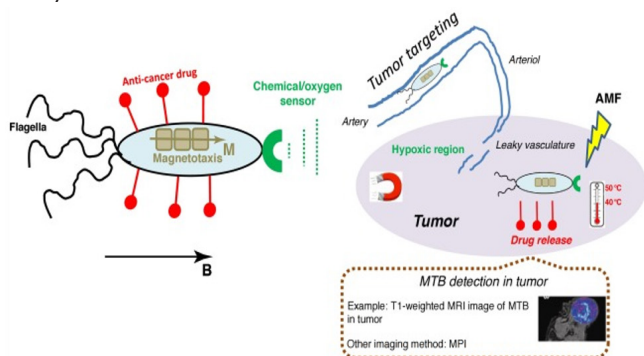 Anti-cancer drug
Chemical/oxygen
sensor
Flagella
Magnetotaxis
M
B
Tumor targeting
Arteriol
Artery
AMF
Hypoxic region
Leaky vasculature
50 °C
40°C
Tumor
Drug release
MTB detection in tumor
Example: T1-weighted MRI image of MTB
in tumor
Other imaging method: MPI